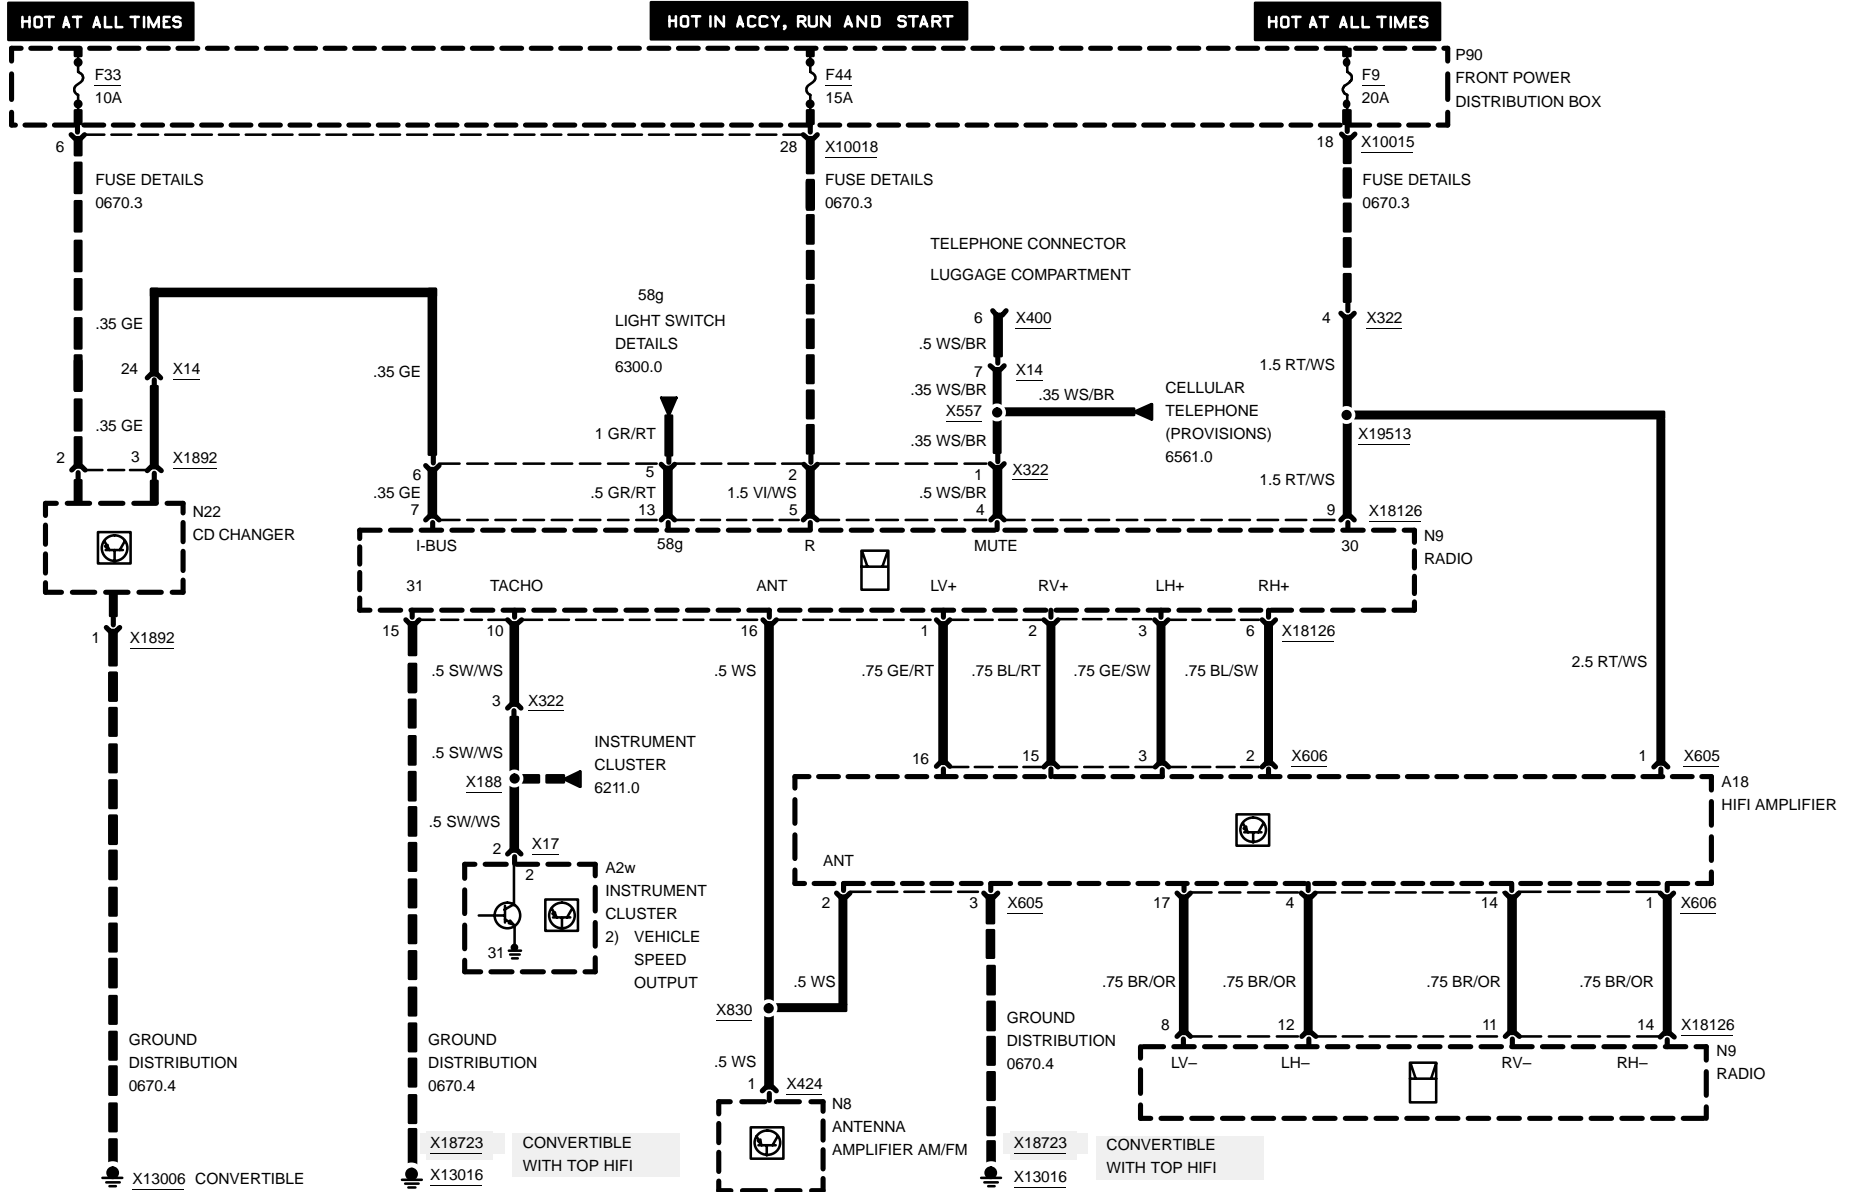 HOT AT ALL TIMES
HOT IN ACCY, RUN AND START
HOT AT ALL TIMES
F33
10A
F44
15A
F9
20A
P90
FRONT POWER
DISTRIBUTION BOX
6
28
X10018
18
X10015
FUSE DETAILS
0670.3
FUSE DETAILS
0670.3
FUSE DETAILS
0670.3
TELEPHONE CONNECTOR
LUGGAGE COMPARTMENT
58g
LIGHT SWITCH
DETAILS
6300.0
6
X400
4
X322
.35 GE
.5 WS/BR
24
X14
.35 GE
7
X14
1.5 RT/WS
.35 WS/BR
.35 WS/BR
CELLULAR
TELEPHONE
(PROVISIONS)
6561.0
X557
.35 GE
1 GR/RT
.35 WS/BR
X19513
2
3
X1892
6
5
2
1
X322
.35 GE
.5 GR/RT
1.5 VI/WS
.5 WS/BR
1.5 RT/WS
7
13
5
4
9
X18126
N22
CD CHANGER
N9
RADIO
I-BUS
58g
R
MUTE
30
31
TACHO
ANT
LV+
RV+
LH+
RH+
1
X1892
15
10
16
1
2
3
6
X18126
.5 SW/WS
.5 WS
.75 GE/RT
.75 BL/RT
.75 GE/SW
.75 BL/SW
2.5 RT/WS
3
X322
.5 SW/WS
INSTRUMENT
CLUSTER
6211.0
16
15
3
2
X606
1
X605
X188
A18
HIFI AMPLIFIER
.5 SW/WS
2
X17
2
A2w
INSTRUMENT
CLUSTER
2) VEHICLE
SPEED
OUTPUT
31
ANT
2
3
X605
17
4
14
1
X606
.5 WS
.75 BR/OR
.75 BR/OR
.75 BR/OR
.75 BR/OR
X830
8
12
11
14
X18126
GROUND
DISTRIBUTION
0670.4
GROUND
DISTRIBUTION
0670.4
GROUND
DISTRIBUTION
0670.4
.5 WS
LV–
LH–
RV–
RH–
N9
RADIO
1
X424
N8
ANTENNA
AMPLIFIER AM/FM
X18723
CONVERTIBLE
WITH TOP HIFI
X18723
CONVERTIBLE
WITH TOP HIFI
X13006 CONVERTIBLE
X13016
X13016